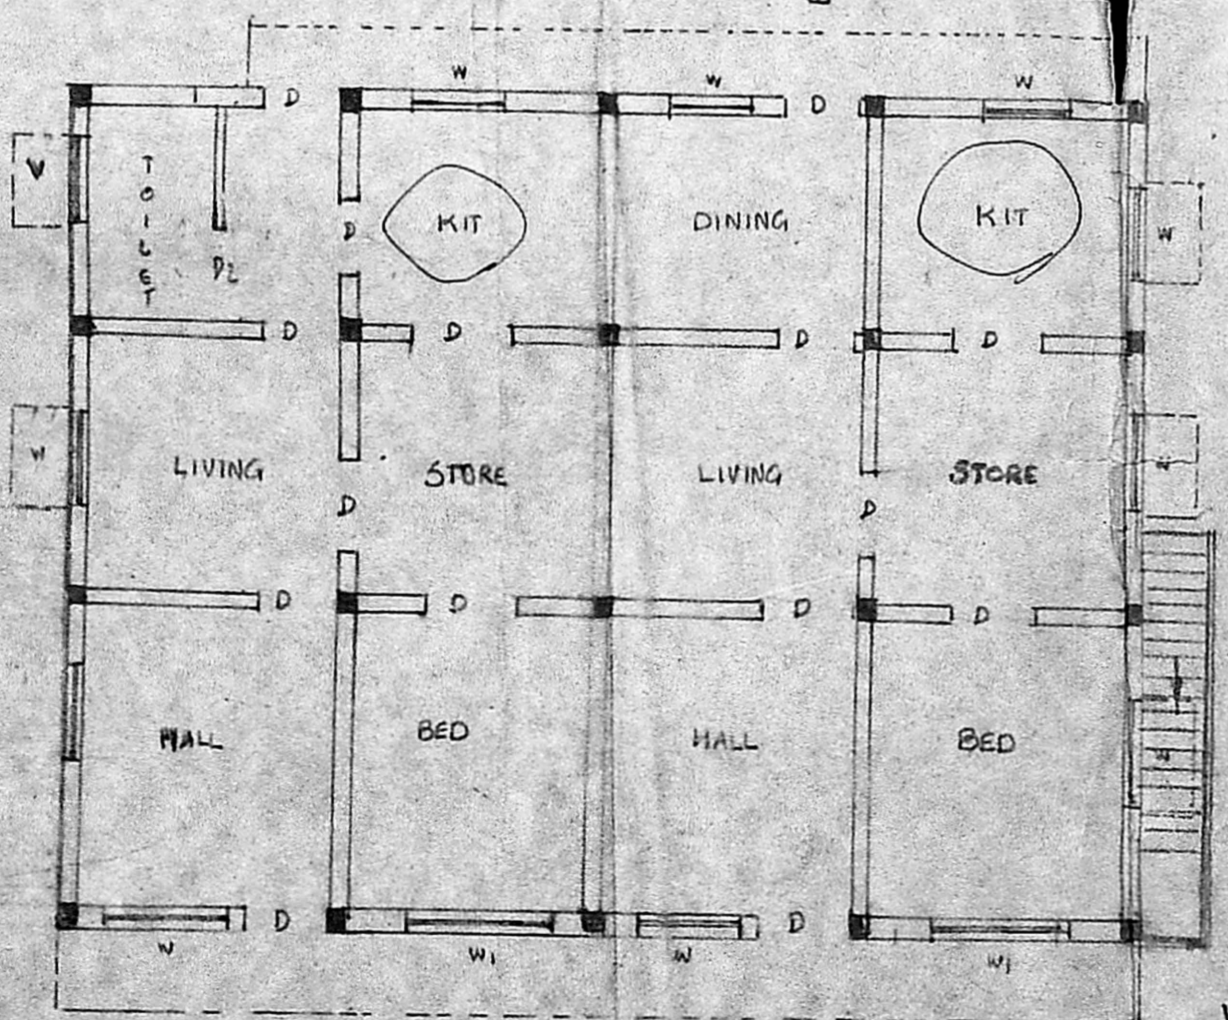 W W W
D D
V TOILET D KIT DINING KIT W
D2
D D D D
W LIVING STORE LIVING STORE W
D D
D D D D
HALL BED HALL BED W
D D
W W1 W W1